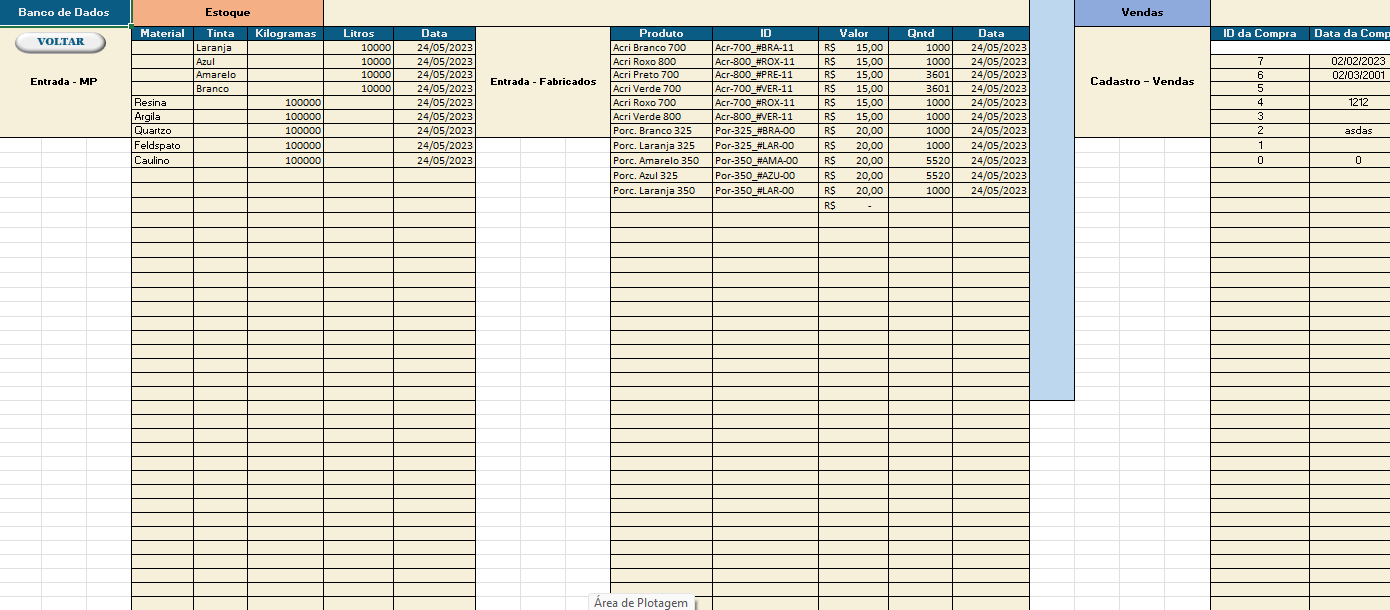 Banco de Dados Estoque Vendas
Material Tinta Kilogramas Litros Data Produto ID Valor Qntd Data ID da Compra Data da Comp
VOLTAR
Laranja 10000 24/05/2023 Acri Branco 700 Acr-700_#BRA-11 R$ 15,00 1000 24/05/2023
Azul 10000 24/05/2023 Acri Roxo 800 Acr-800_#ROX-11 R$ 15,00 1000 24/05/2023 7 02/02/2023
Amarelo 10000 24/05/2023 Acri Preto 700 Acr-800_#PRE-11 R$ 15,00 3601 24/05/2023 6 02/03/2001
Entrada - MP Entrada - Fabricados Cadastro - Vendas
Branco 10000 24/05/2023 Acri Verde 700 Acr-700_#VER-11 R$ 15,00 3601 24/05/2023 5
Resina 100000 24/05/2023 Acri Roxo 700 Acr-700_#ROX-11 R$ 15,00 1000 24/05/2023 4 1212
Argila 100000 24/05/2023 Acri Verde 800 Acr-800_#VER-11 R$ 15,00 1000 24/05/2023 3
Quartzo 100000 24/05/2023 Porc. Branco 325 Por-325_#BRA-00 R$ 20,00 1000 24/05/2023 2 asdas
Feldspato 100000 24/05/2023 Porc. Laranja 325 Por-325_#LAR-00 R$ 20,00 1000 24/05/2023 1
Caulino 100000 24/05/2023 Porc. Amarelo 350 Por-350_#AMA-00 R$ 20,00 5520 24/05/2023 0 0
Porc. Azul 325 Por-350_#AZU-00 R$ 20,00 5520 24/05/2023
Porc. Laranja 350 Por-350_#LAR-00 R$ 20,00 1000 24/05/2023
R$ -
Área de Plotagem